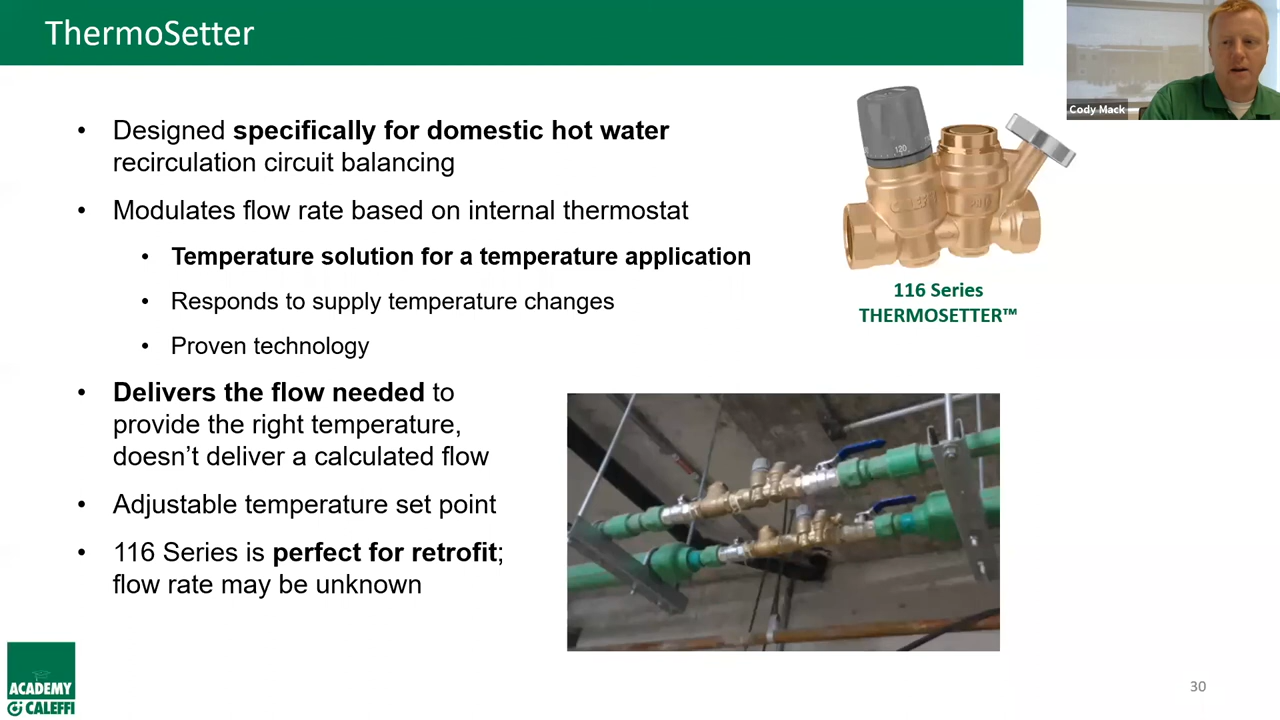 ThermoSetter
Cody Mack
• Designed specifically for domestic hot water
recirculation circuit balancing
• Modulates flow rate based on internal thermostat
• Temperature solution for a temperature application
• Responds to supply temperature changes
• Proven technology
• Delivers the flow needed to
provide the right temperature,
doesn’t deliver a calculated flow
• Adjustable temperature set point
• 116 Series is perfect for retrofit;
flow rate may be unknown
120
CALEFFI
116 Series
THERMOSETTER™
ACADEMY
CALEFFI
30